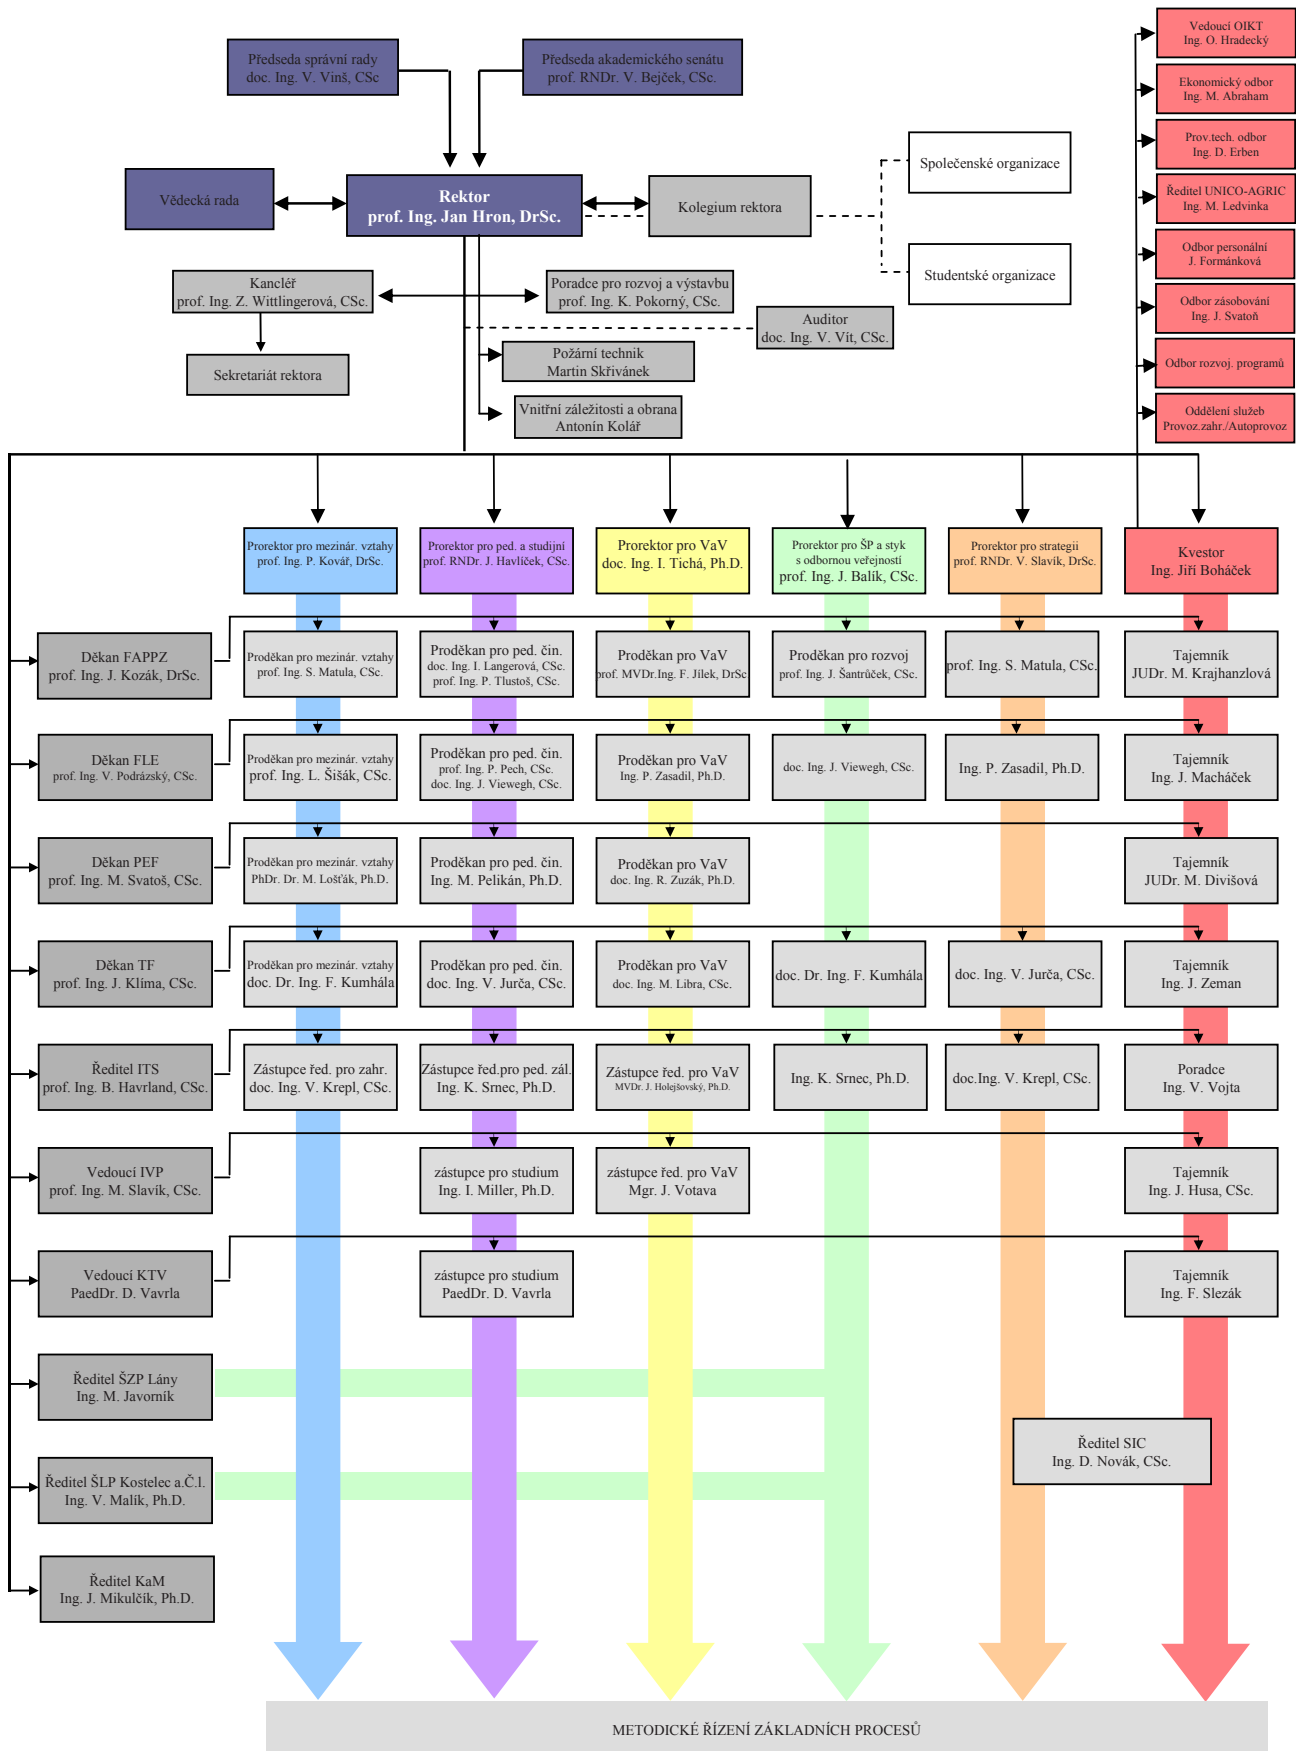 Předseda správní rady
doc. Ing. V. Vinš, CSc
Předseda akademického senátu
prof. RNDr. V. Bejček, CSc.
Vedoucí OIKT
Ing. O. Hradecký
Ekonomický odbor
Ing. M. Abraham
Prov.tech. odbor
Ing. D. Erben
Ředitel UNICO-AGRIC
Ing. M. Ledvinka
Odbor personální
J. Formánková
Odbor zásobování
Ing. J. Svatoň
Odbor rozvoj. programů
Oddělení služeb
Provoz.zahr./Autoprovoz
Vědecká rada
Rektor
prof. Ing. Jan Hron, DrSc.
Kolegium rektora
Společenské organizace
Studentské organizace
Kancléř
prof. Ing. Z. Wittlingerová, CSc.
Poradce pro rozvoj a výstavbu
prof. Ing. K. Pokorný, CSc.
Auditor
doc. Ing. V. Vít, CSc.
Sekretariát rektora
Požární technik
Martin Skřivánek
Vnitřní záležitosti a obrana
Antonín Kolář
Prorektor pro mezinár. vztahy
prof. Ing. P. Kovář, DrSc.
Prorektor pro ped. a studijní
prof. RNDr. J. Havlíček, CSc.
Prorektor pro VaV
doc. Ing. I. Tichá, Ph.D.
Prorektor pro ŠP a styk
s odbornou veřejností
prof. Ing. J. Balík, CSc.
Prorektor pro strategii
prof. RNDr. V. Slavík, DrSc.
Kvestor
Ing. Jiří Boháček
Děkan FAPPZ
prof. Ing. J. Kozák, DrSc.
Proděkan pro mezinár. vztahy
prof. Ing. S. Matula, CSc.
Proděkan pro ped. čin.
doc. Ing. I. Langerová, CSc.
prof. Ing. P. Tlustoš, CSc.
Proděkan pro VaV
prof. MVDr.Ing. F. Jílek, DrSc.
Proděkan pro rozvoj
prof. Ing. J. Šantrůček, CSc.
prof. Ing. S. Matula, CSc.
Tajemník
JUDr. M. Krajhanzlová
Děkan FLE
prof. Ing. V. Podrázský, CSc.
Proděkan pro mezinár. vztahy
prof. Ing. L. Šišák, CSc.
Proděkan pro ped. čin.
prof. Ing. P. Pech, CSc.
doc. Ing. J. Viewegh, CSc.
Proděkan pro VaV
Ing. P. Zasadil, Ph.D.
doc. Ing. J. Viewegh, CSc.
Ing. P. Zasadil, Ph.D.
Tajemník
Ing. J. Macháček
Děkan PEF
prof. Ing. M. Svatoš, CSc.
Proděkan pro mezinár. vztahy
PhDr. Dr. M. Lošťák, Ph.D.
Proděkan pro ped. čin.
Ing. M. Pelikán, Ph.D.
Proděkan pro VaV
doc. Ing. R. Zuzák, Ph.D.
Tajemník
JUDr. M. Divišová
Děkan TF
prof. Ing. J. Klíma, CSc.
Proděkan pro mezinár. vztahy
doc. Dr. Ing. F. Kumhála
Proděkan pro ped. čin.
doc. Ing. V. Jurča, CSc.
Proděkan pro VaV
doc. Ing. M. Libra, CSc.
doc. Dr. Ing. F. Kumhála
doc. Ing. V. Jurča, CSc.
Tajemník
Ing. J. Zeman
Ředitel ITS
prof. Ing. B. Havrland, CSc.
Zástupce řed. pro zahr.
doc. Ing. V. Krepl, CSc.
Zástupce řed.pro ped. zál.
Ing. K. Srnec, Ph.D.
Zástupce řed. pro VaV
MVDr. J. Holejšovský, Ph.D.
Ing. K. Srnec, Ph.D.
doc.Ing. V. Krepl, CSc.
Poradce
Ing. V. Vojta
Vedoucí IVP
prof. Ing. M. Slavík, CSc.
zástupce pro studium
Ing. I. Miller, Ph.D.
zástupce řed. pro VaV
Mgr. J. Votava
Tajemník
Ing. J. Husa, CSc.
Vedoucí KTV
PaedDr. D. Vavrla
zástupce pro studium
PaedDr. D. Vavrla
Tajemník
Ing. F. Slezák
Ředitel ŠZP Lány
Ing. M. Javorník
Ředitel SIC
Ing. D. Novák, CSc.
Ředitel ŠLP Kostelec a.Č.l.
Ing. V. Malík, Ph.D.
Ředitel KaM
Ing. J. Mikulčík, Ph.D.
METODICKÉ ŘÍZENÍ ZÁKLADNÍCH PROCESŮ